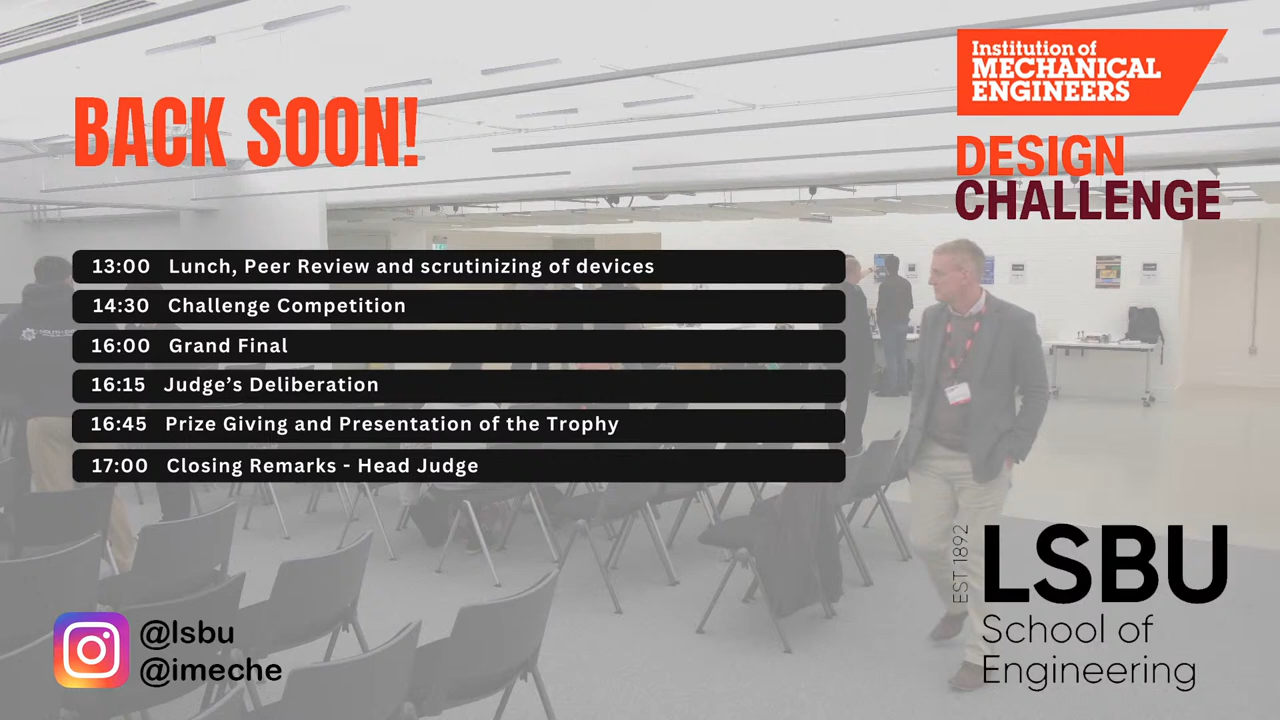 BACK SOON!
Institution of
MECHANICAL
ENGINEERS
DESIGN
CHALLENGE
13:00 Lunch, Peer Review and scrutinizing of devices
14:30 Challenge Competition
16:00 Grand Final
16:15 Judge’s Deliberation
16:45 Prize Giving and Presentation of the Trophy
17:00 Closing Remarks - Head Judge
EST 1892
LSBU
School of
Engineering
@lsbu
@imeche